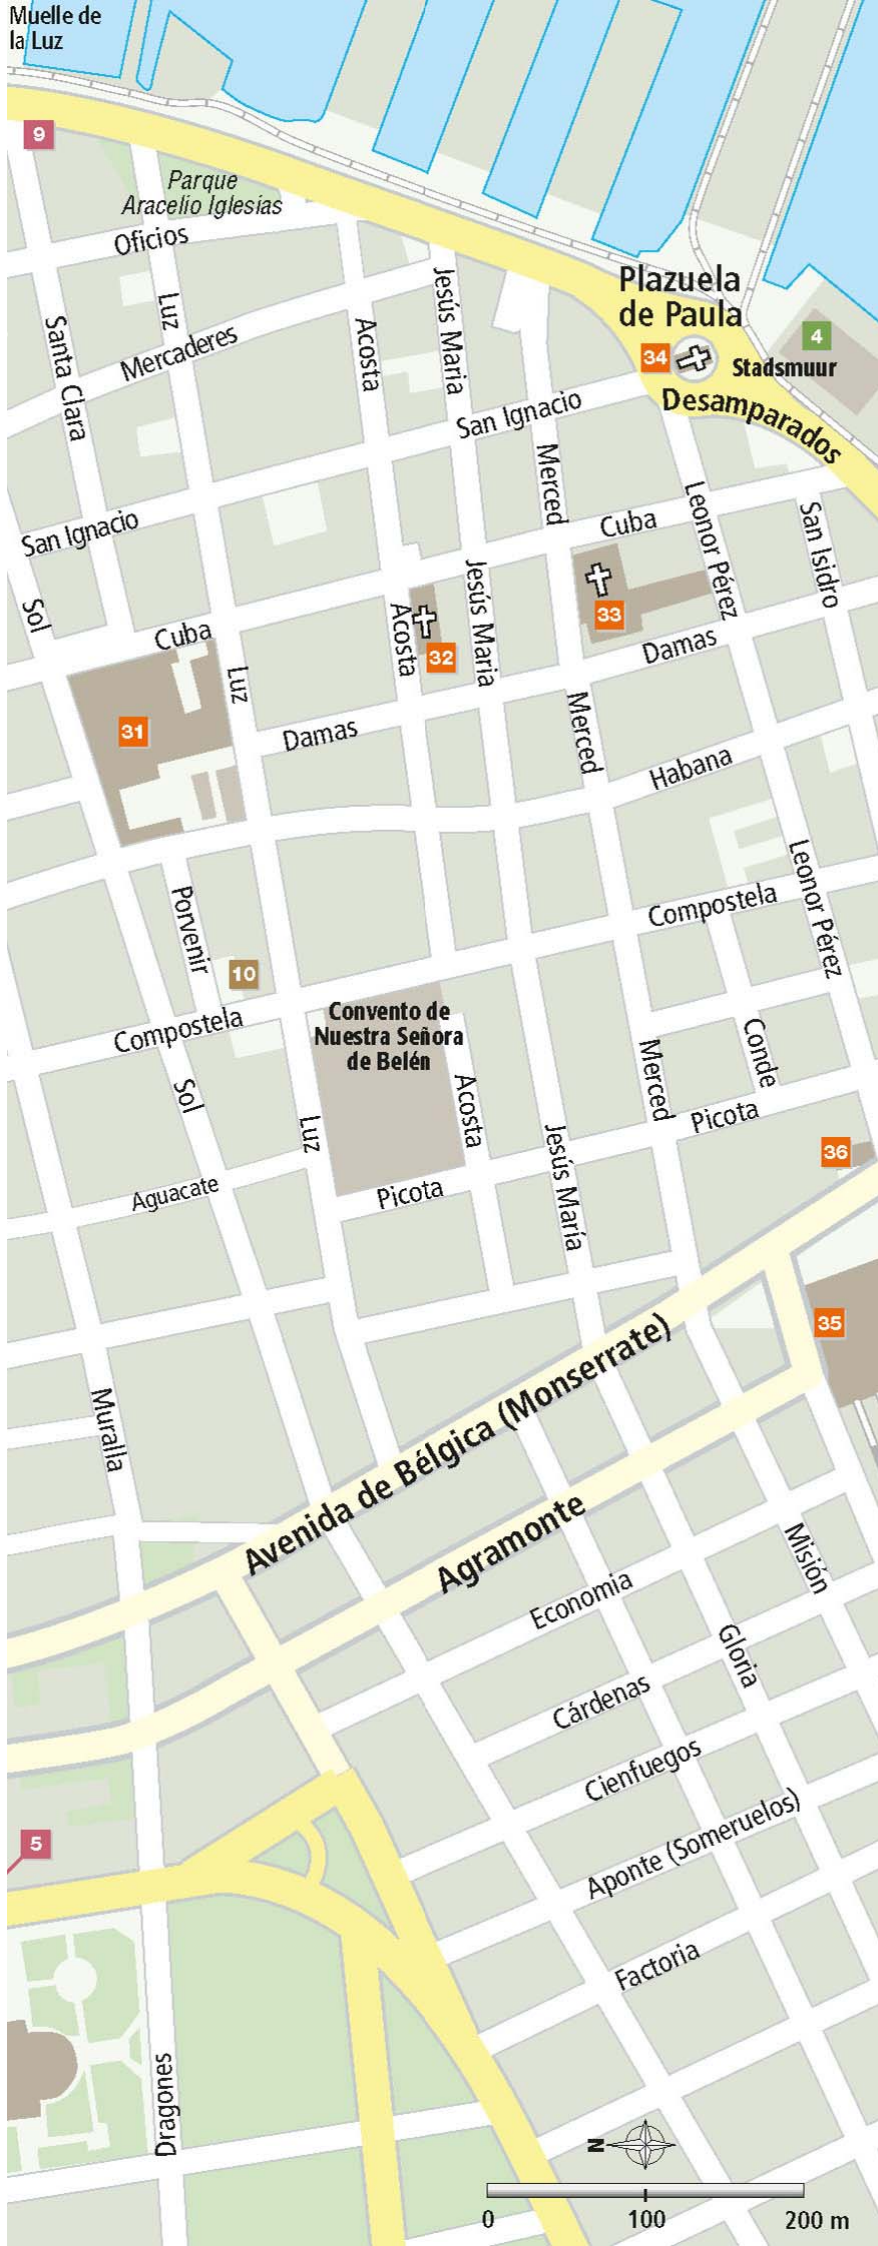 Muelle de
la Luz
9
Parque
Aracelio Iglesias
Oficios
Plazuela
de Paula
Jesús Maria
Luz
Santa Clara
Acosta
Mercaderes
4
34
Stadsmuur
Desamparados
San Ignacio
Merced
Leonor Pérez
San Isidro
Cuba
San Ignacio
Jesús Maria
33
Sol
Acosta
32
Cuba
Damas
Luz
31
Damas
Merced
Habana
Leonor Pérez
Porvenir
Compostela
10
Convento de
Nuestra Señora
de Belén
Compostela
Conde
Merced
Acosta
Sol
Luz
Picota
Jesús María
36
Aguacate
Picota
35
Avenida de Bélgica (Monserrate)
Muralla
Agramonte
Misión
Economia
Gloria
Cárdenas
Cienfuegos
5
Aponte (Someruelos)
Factoria
Dragones
N
0
100
200 m